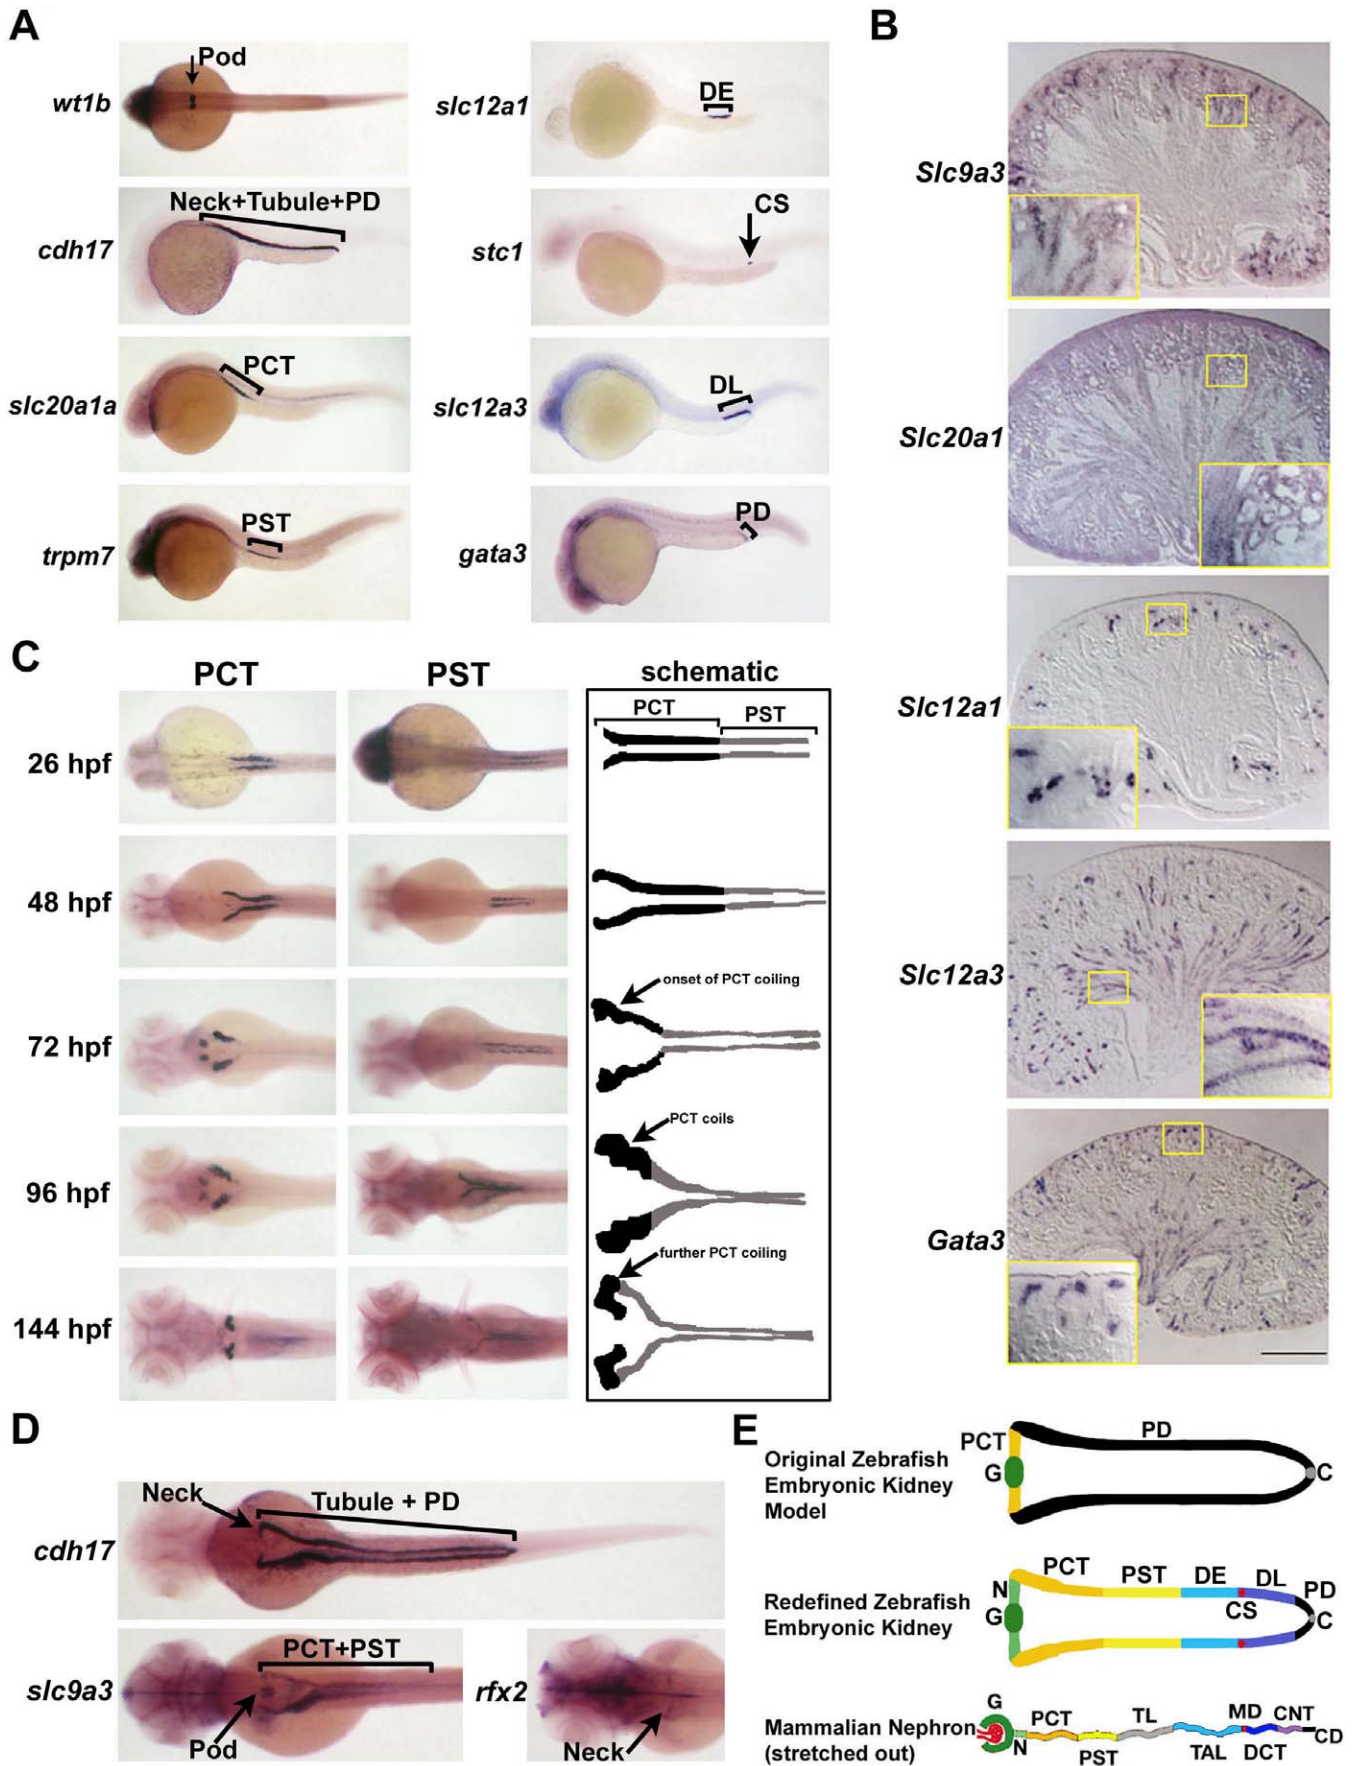 A
wt1b
Pod
slc12a1
DE
cdh17
Neck+Tubule+PD
stc1
CS
slc20a1a
PCT
slc12a3
DL
trpm7
PST
gata3
PD
B
Slc9a3
Slc20a1
Slc12a1
Slc12a3
Gata3
C
PCT
PST
schematic
PCT
PST
26 hpf
48 hpf
72 hpf
onset of PCT coiling
96 hpf
PCT coils
144 hpf
further PCT coiling
D
Neck
Tubule + PD
cdh17
PCT+PST
slc9a3
Pod
rfx2
Neck
E
Original Zebrafish
Embryonic Kidney
Model
PCT
PD
G
C
Redefined Zebrafish
Embryonic Kidney
PCT
PST
DE
DL
PD
N
G
CS
C
Mammalian Nephron
(stretched out)
G
N
PCT
PST
TL
TAL
MD
DCT
CNT
CD